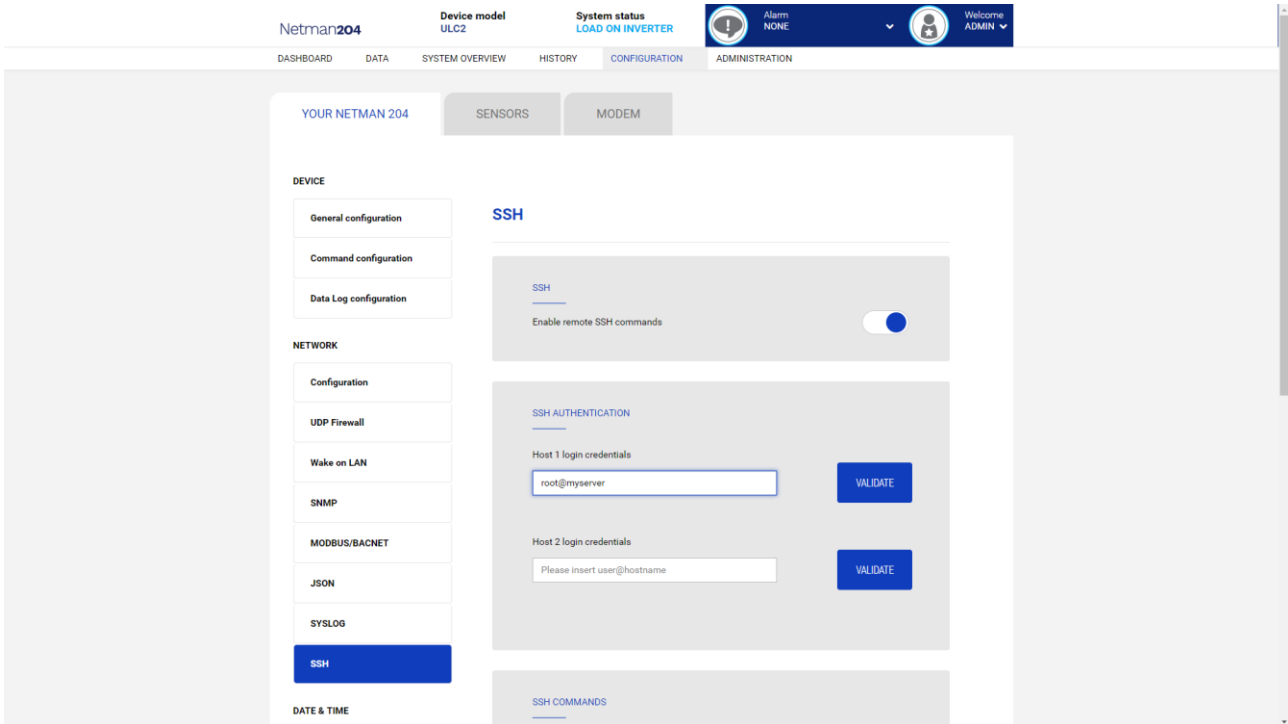 Netman204
Device model
ULC2
System status
LOAD ON INVERTER
Alarm
NONE
Welcome
ADMIN
DASHBOARD DATA SYSTEM OVERVIEW HISTORY CONFIGURATION ADMINISTRATION
YOUR NETMAN 204 SENSORS MODEM
DEVICE
General configuration
Command configuration
Data Log configuration
NETWORK
Configuration
UDP Firewall
Wake on LAN
SNMP
MODBUS/BACNET
JSON
SYSLOG
SSH
DATE & TIME
SSH
SSH
Enable remote SSH commands
SSH AUTHENTICATION
Host 1 login credentials
root@myserver
VALIDATE
Host 2 login credentials
Please insert user@hostname
VALIDATE
SSH COMMANDS